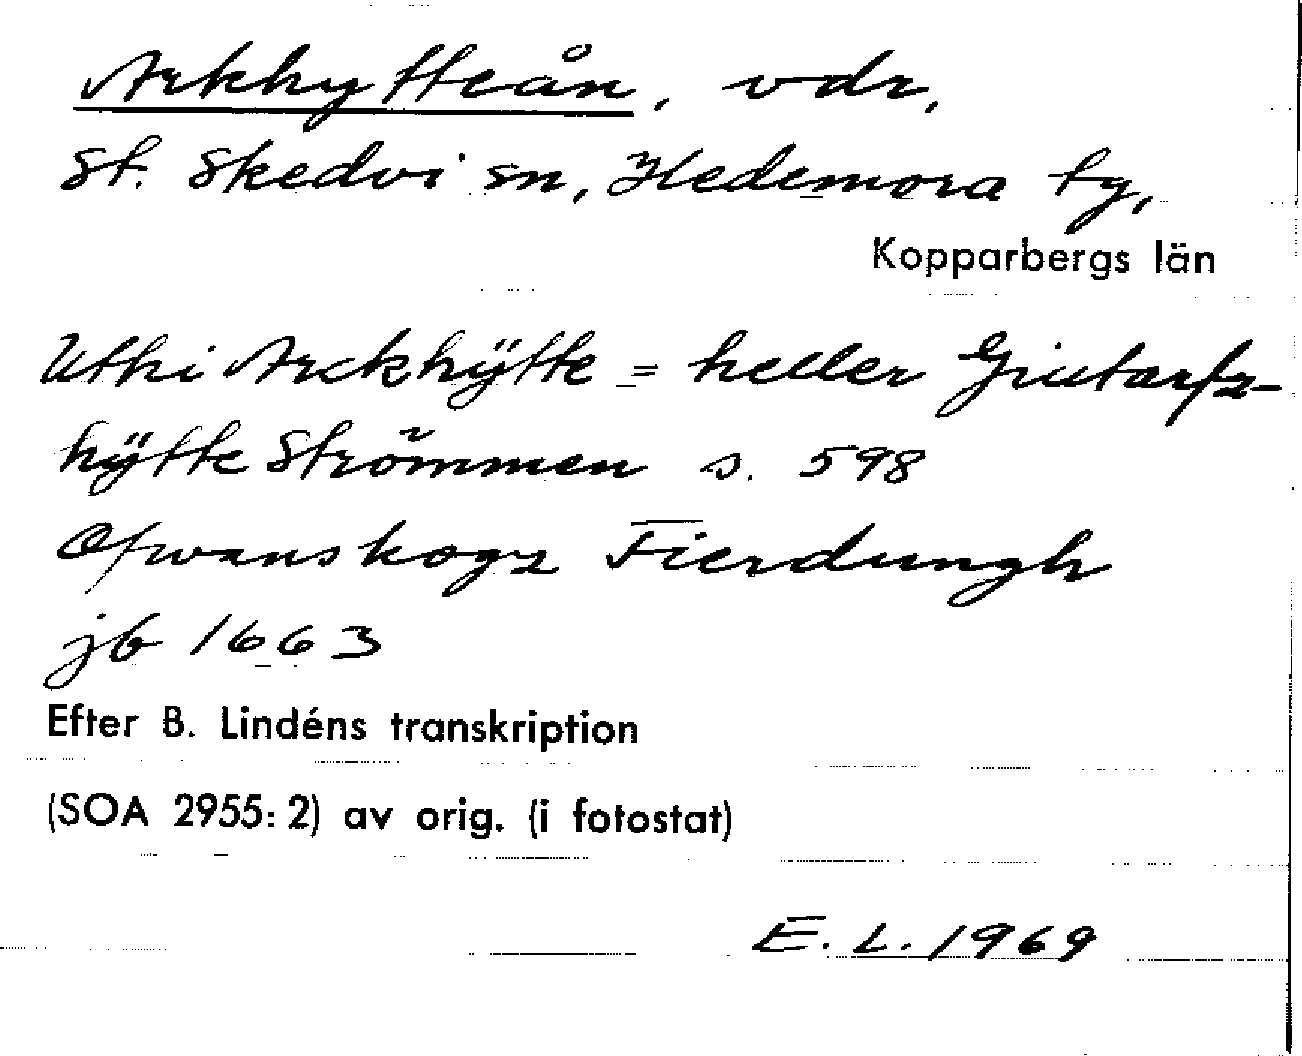 Arkhytteån, vdr,
St. Skedvi sn, Hedemora fg,
Kopparbergs län
Uthi Arckhÿtte = heller Giutarfz-
hÿtte Strömmen s. 598
Ofwanskogz Fierdungh
jb 1663
Efter B. Lindéns transkription
(SOA 2955:2) av orig. (i fotostat)
E.L. 1969